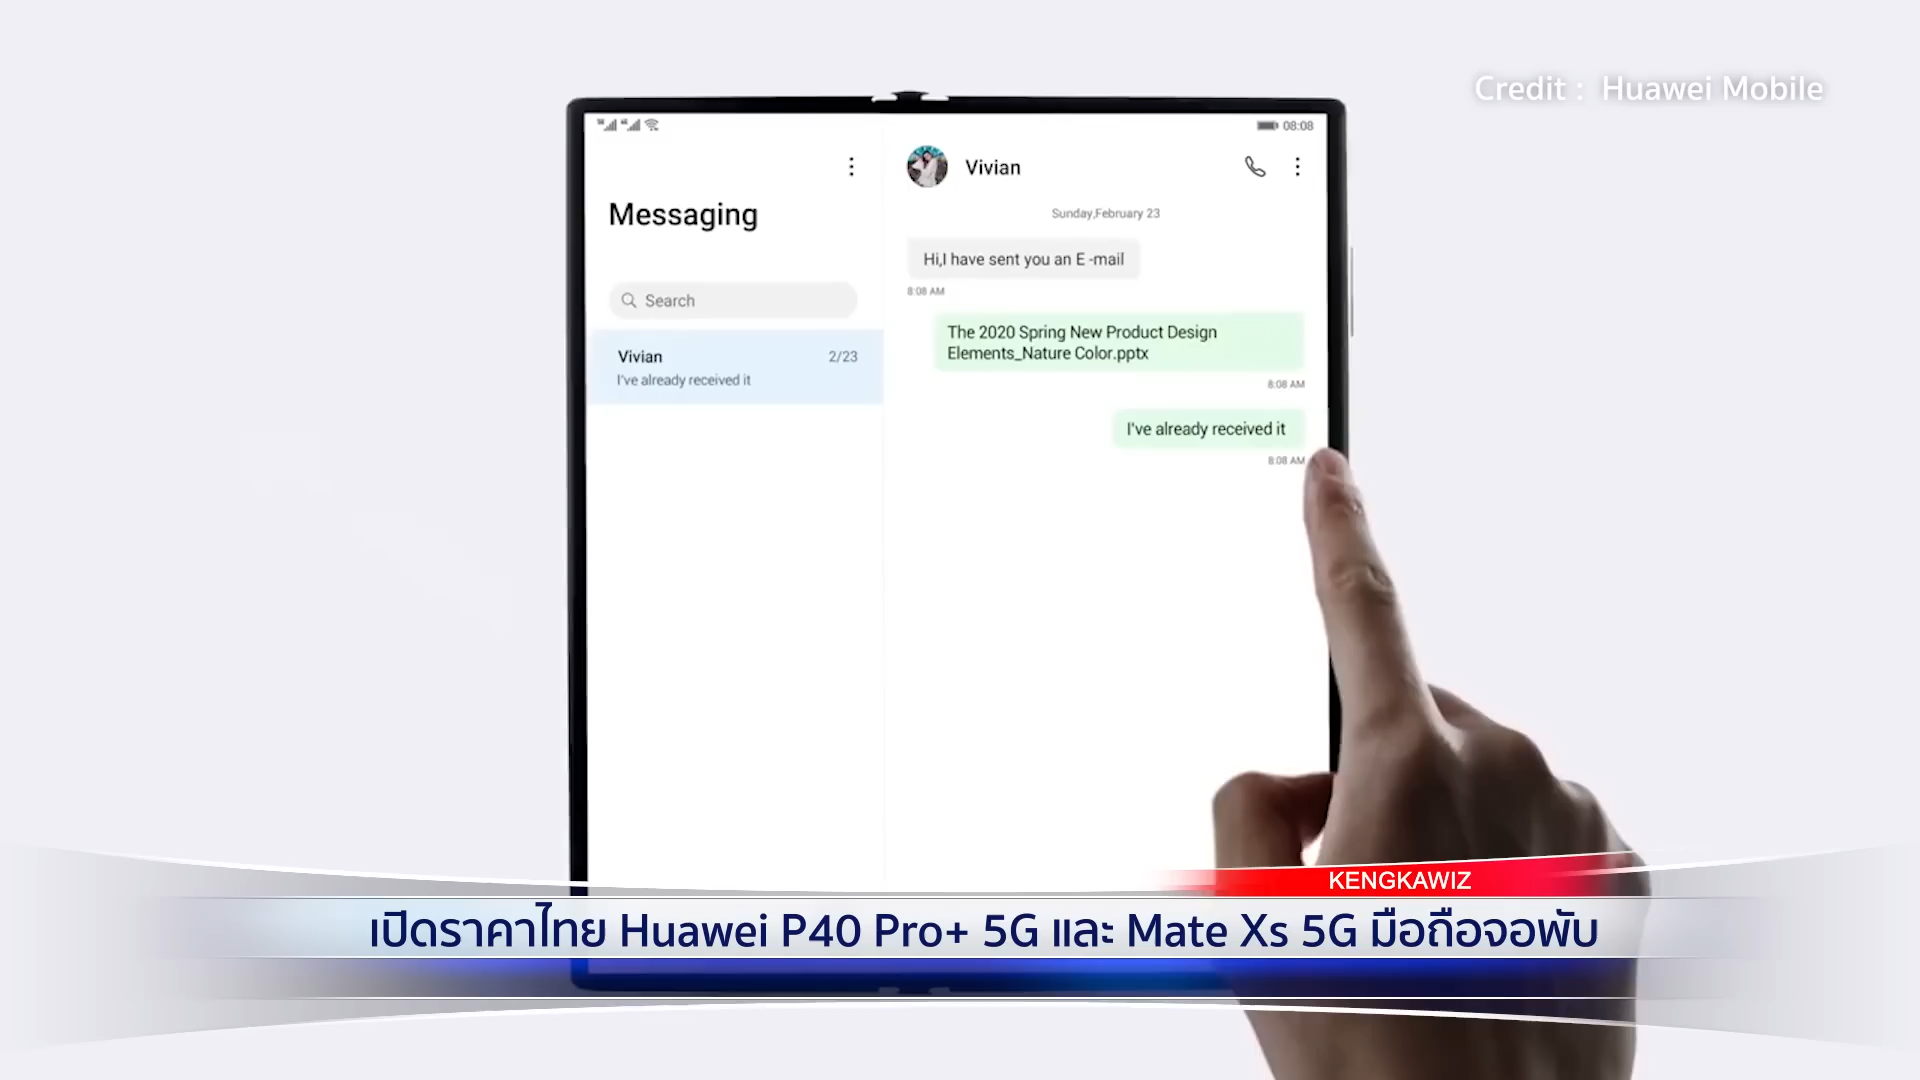 Credit : Huawei Mobile
08:08
Messaging
Search
Vivian 2/23
I've already received it
Vivian
Sunday,February 23
Hi,I have sent you an E -mail
8:08 AM
The 2020 Spring New Product Design
Elements_Nature Color.pptx
8:08 AM
I've already received it
8:08 AM
KENGKAWIZ
เปิดราคาไทย Huawei P40 Pro+ 5G และ Mate Xs 5G มือถือจอพับ